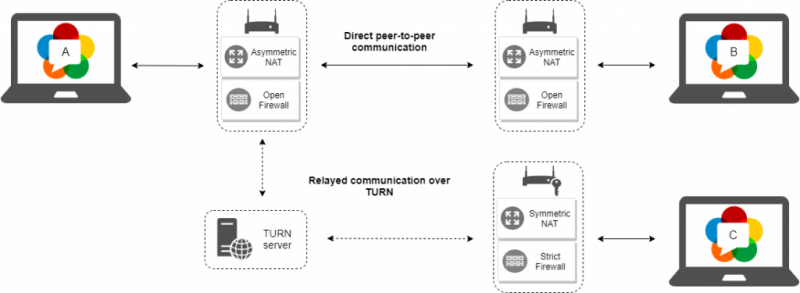 A
Asymmetric
NAT
Open
Firewall
Direct peer-to-peer
communication
Asymmetric
NAT
Open
Firewall
B
Relayed communication over
TURN
TURN
server
Symmetric
NAT
Strict
Firewall
C